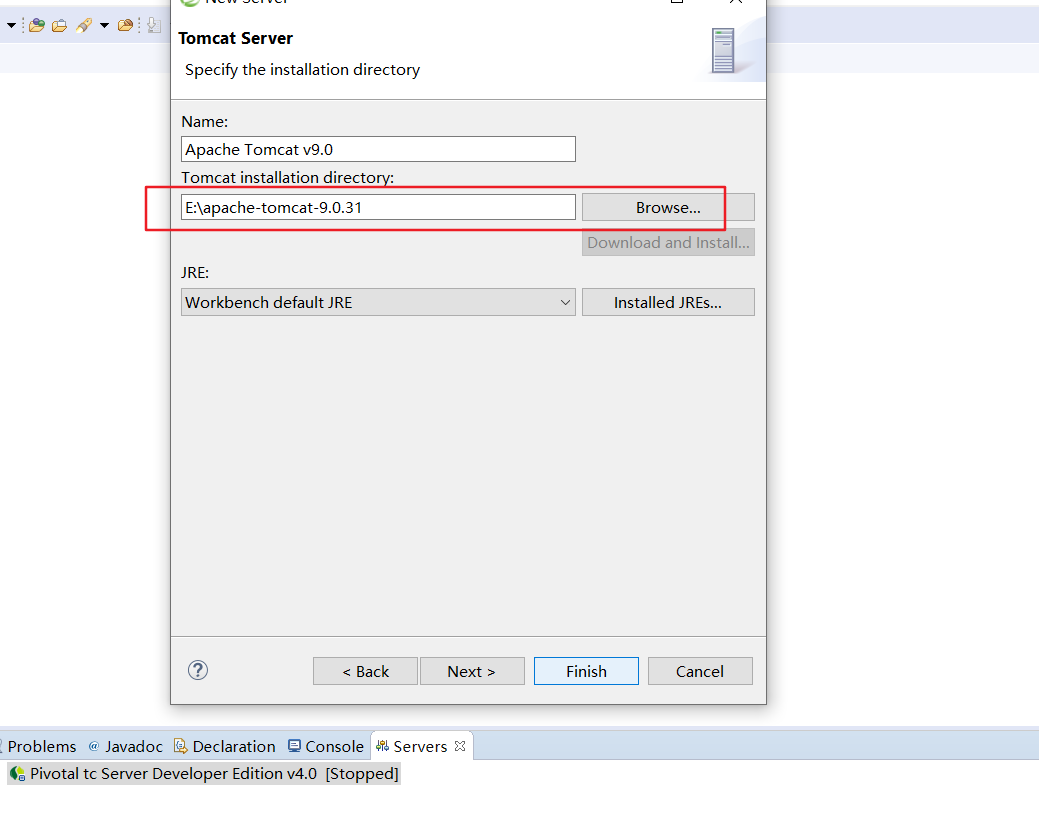 New Server
Tomcat Server
Specify the installation directory
Name:
Apache Tomcat v9.0
Tomcat installation directory:
E:\apache-tomcat-9.0.31
Browse...
Download and Install...
JRE:
Workbench default JRE
Installed JREs...
?
< Back
Next >
Finish
Cancel
Problems
@ Javadoc
Declaration
Console
Servers
Pivotal tc Server Developer Edition v4.0 [Stopped]